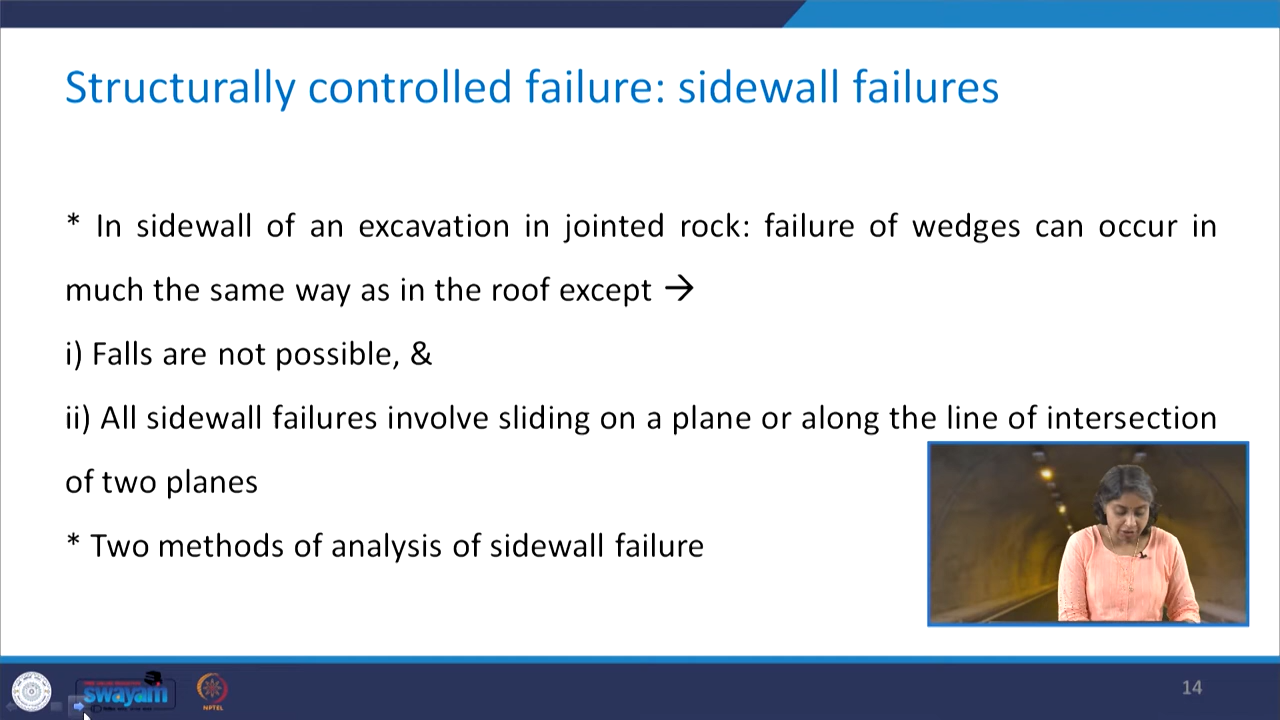 Structurally controlled failure: sidewall failures
* In sidewall of an excavation in jointed rock: failure of wedges can occur in
much the same way as in the roof except →
i) Falls are not possible, &
ii) All sidewall failures involve sliding on a plane or along the line of intersection
of two planes
* Two methods of analysis of sidewall failure
swayam
NPTEL
14